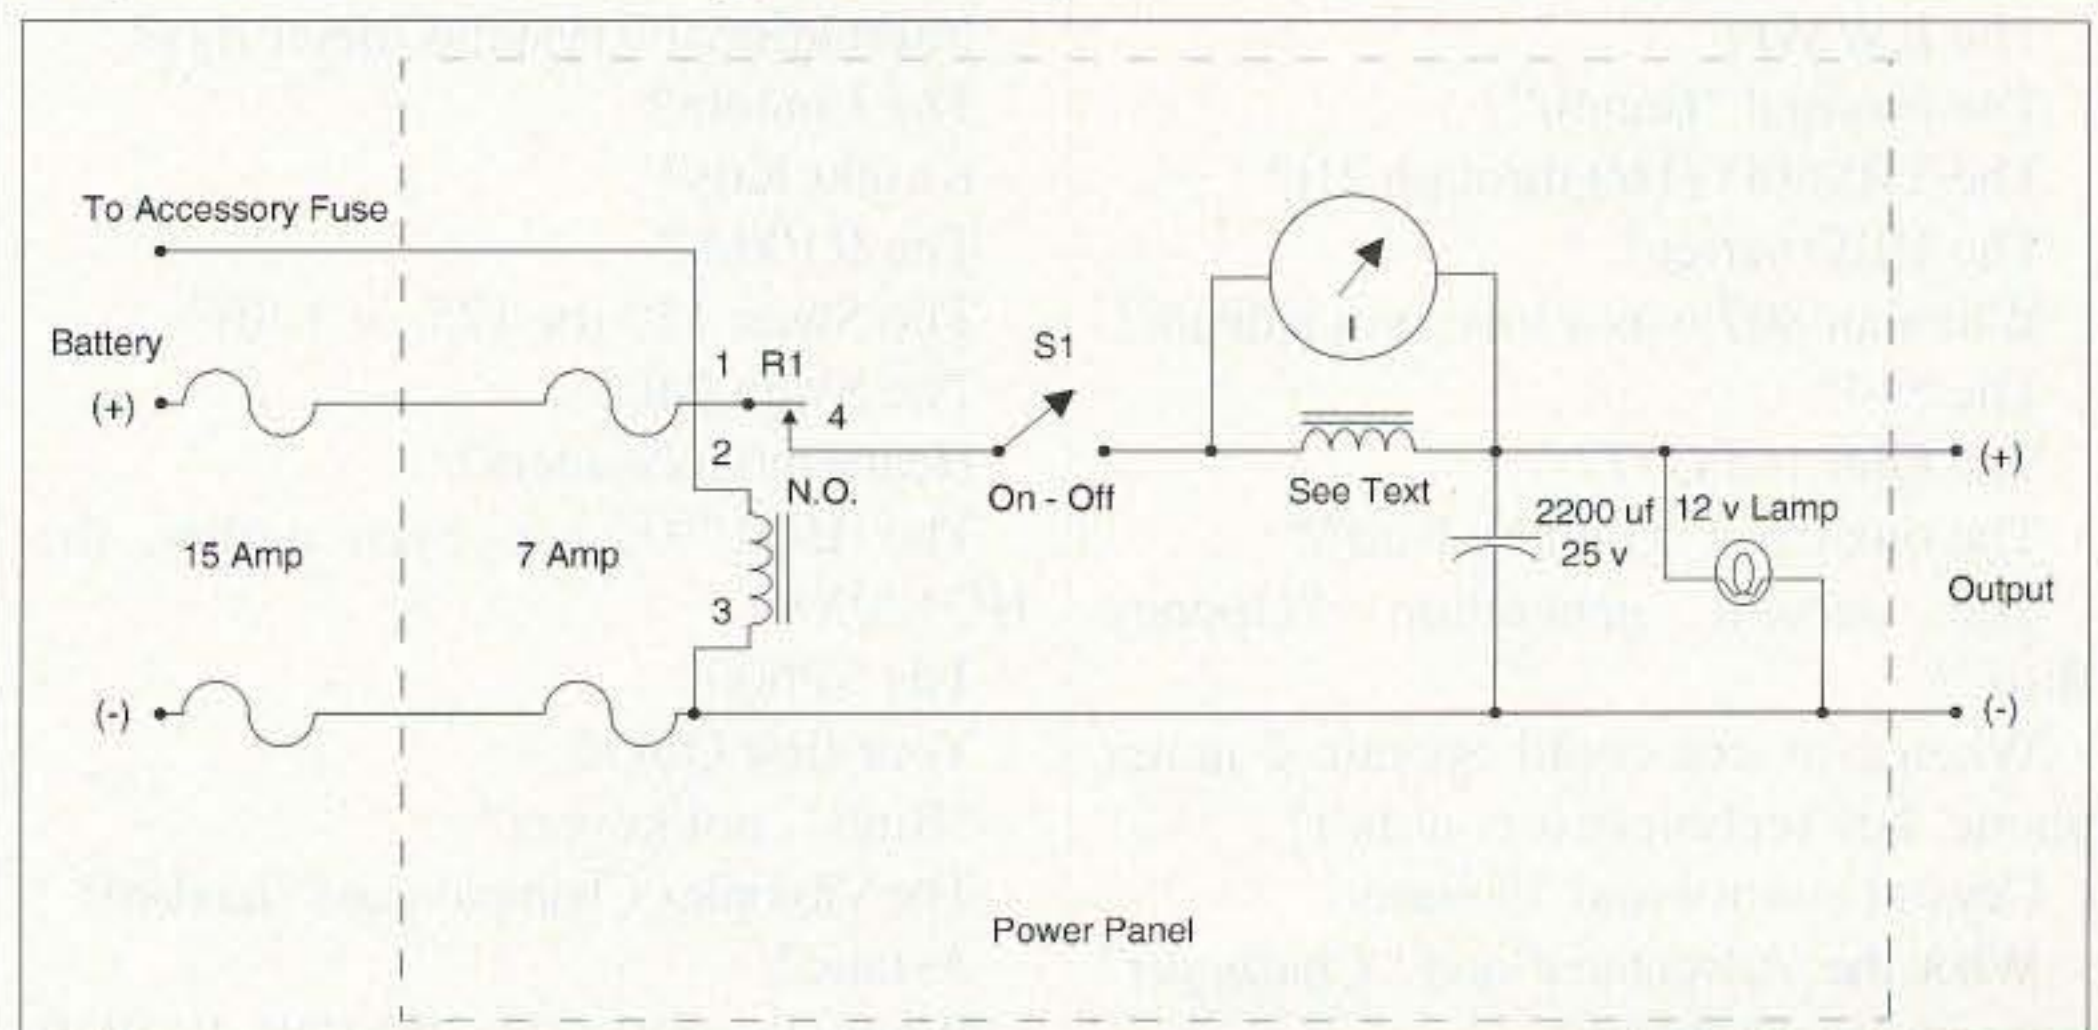 To Accessory Fuse
Battery
(+)
15 Amp
(-)
7 Amp
1 R1
4
2
N.O.
3
S1
On - Off
I
See Text
2200 uf
25 v
12 v Lamp
(+)
Output
(-)
Power Panel